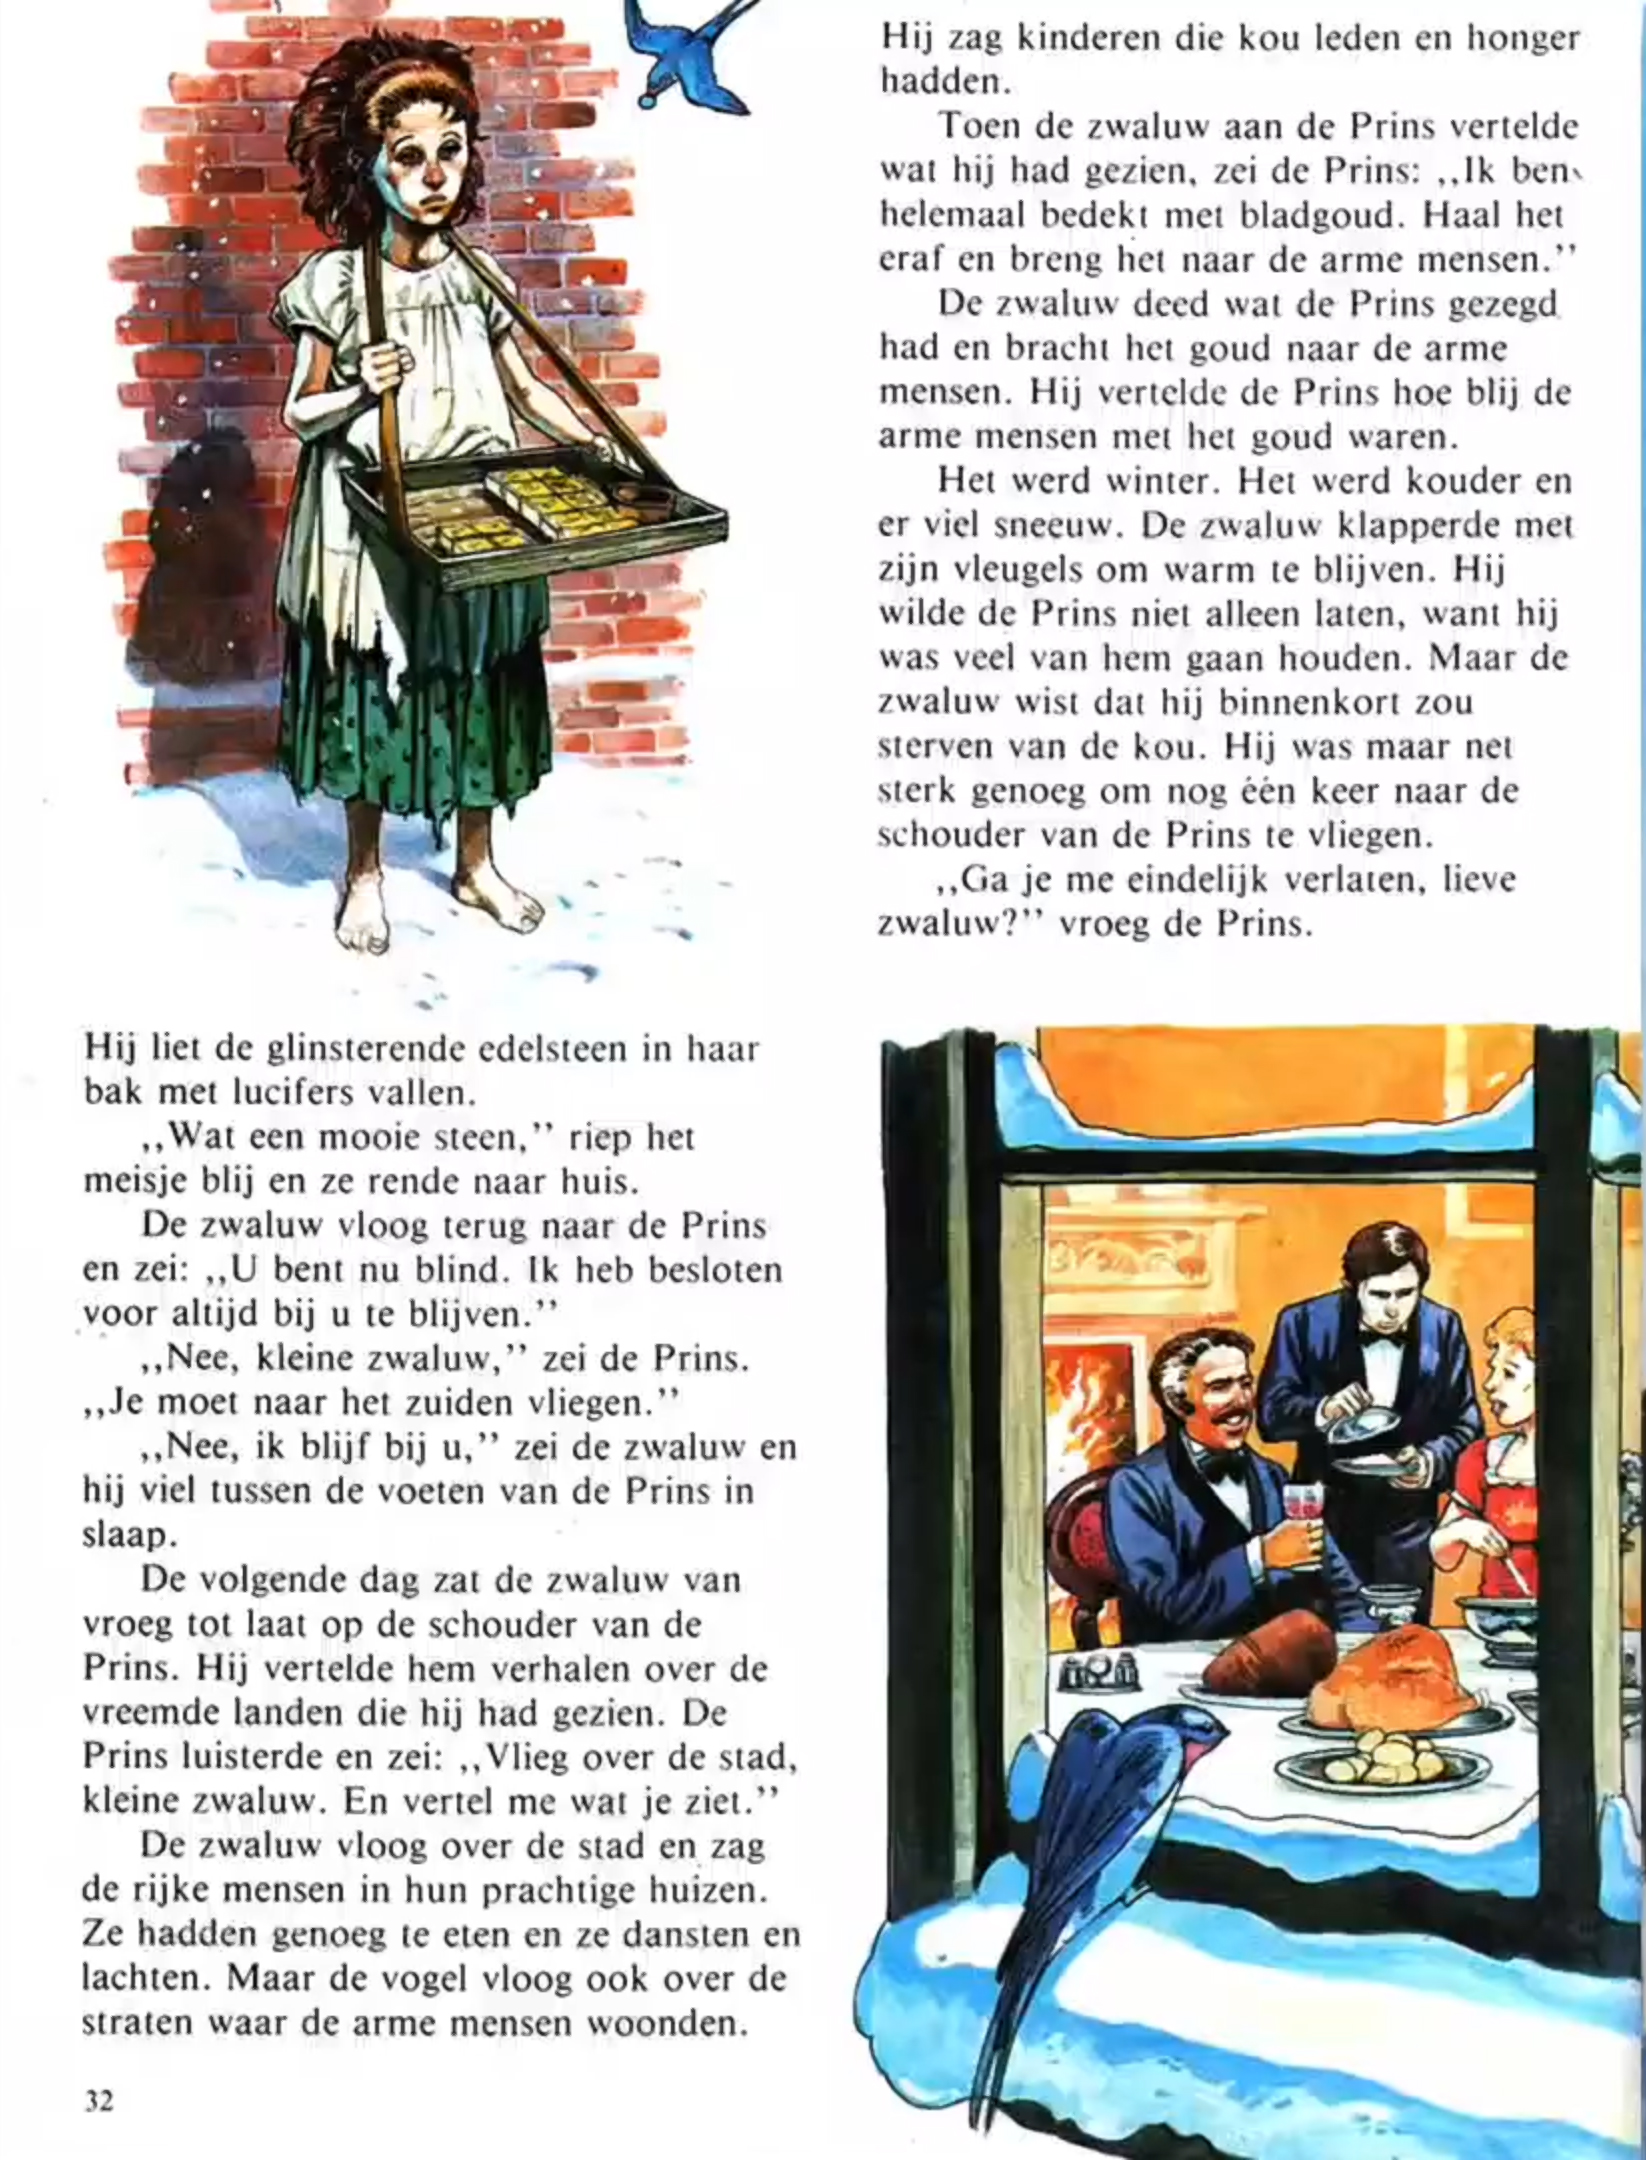 Hij liet de glinsterende edelsteen in haar
bak met lucifers vallen.
,,Wat een mooie steen,'' riep het
meisje blij en ze rende naar huis.
De zwaluw vloog terug naar de Prins
en zei: ,,U bent nu blind. Ik heb besloten
voor altijd bij u te blijven.''
,,Nee, kleine zwaluw,'' zei de Prins.
,,Je moet naar het zuiden vliegen.''
,,Nee, ik blijf bij u,'' zei de zwaluw en
hij viel tussen de voeten van de Prins in
slaap.
De volgende dag zat de zwaluw van
vroeg tot laat op de schouder van de
Prins. Hij vertelde hem verhalen over de
vreemde landen die hij had gezien. De
Prins luisterde en zei: ,,Vlieg over de stad,
kleine zwaluw. En vertel me wat je ziet.''
De zwaluw vloog over de stad en zag
de rijke mensen in hun prachtige huizen.
Ze hadden genoeg te eten en ze dansten en
lachten. Maar de vogel vloog ook over de
straten waar de arme mensen woonden.
Hij zag kinderen die kou leden en honger
hadden.
Toen de zwaluw aan de Prins vertelde
wat hij had gezien, zei de Prins: ,,Ik ben
helemaal bedekt met bladgoud. Haal het
eraf en breng het naar de arme mensen.''
De zwaluw deed wat de Prins gezegd
had en bracht het goud naar de arme
mensen. Hij vertelde de Prins hoe blij de
arme mensen met het goud waren.
Het werd winter. Het werd kouder en
er viel sneeuw. De zwaluw klapperde met
zijn vleugels om warm te blijven. Hij
wilde de Prins niet alleen laten, want hij
was veel van hem gaan houden. Maar de
zwaluw wist dat hij binnenkort zou
sterven van de kou. Hij was maar net
sterk genoeg om nog één keer naar de
schouder van de Prins te vliegen.
,,Ga je me eindelijk verlaten, lieve
zwaluw?'' vroeg de Prins.
32